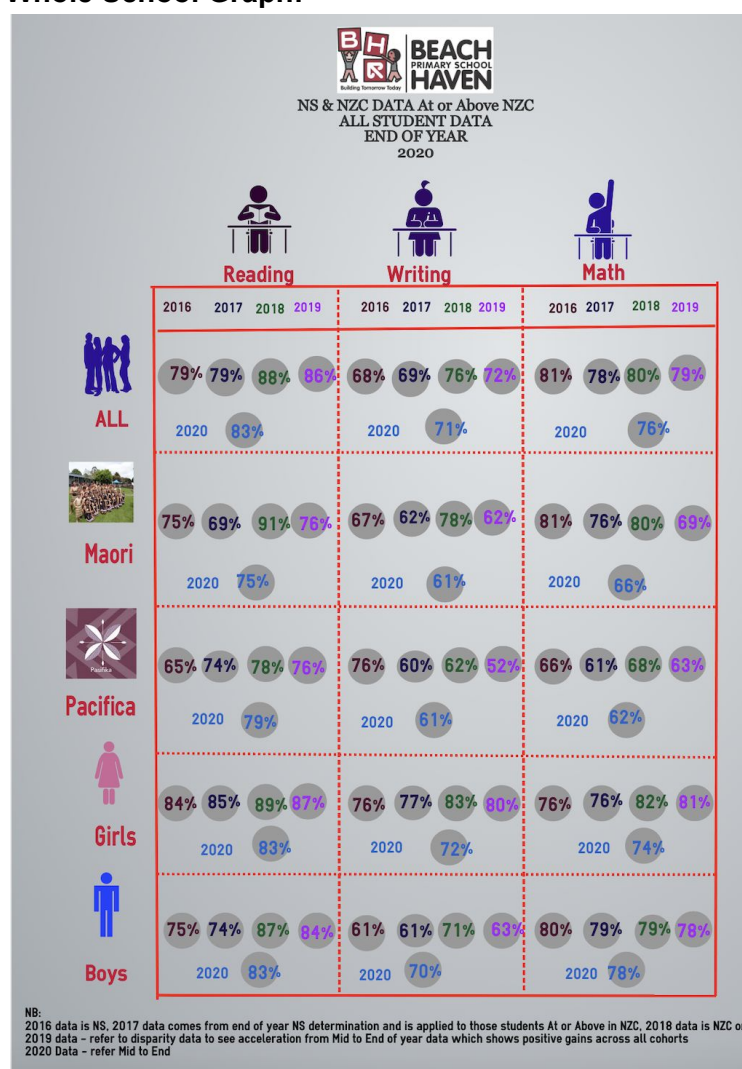 Whole School Graph:
BHP BEACH
PRIMARY SCHOOL
HAVEN
Building Tomorrow Today
NS & NZC DATA At or Above NZC
ALL STUDENT DATA
END OF YEAR
2020
Reading Writing Math
2016 2017 2018 2019 2016 2017 2018 2019 2016 2017 2018 2019
79% 79% 88% 86% 68% 69% 76% 72% 81% 78% 80% 79%
ALL
2020 83% 2020 71% 2020 76%
75% 69% 91% 76% 67% 62% 78% 62% 81% 76% 80% 69%
Maori
2020 75% 2020 61% 2020 66%
65% 74% 78% 76% 76% 60% 62% 52% 66% 61% 68% 63%
Pasifika
Pacifica
2020 79% 2020 61% 2020 62%
84% 85% 89% 87% 76% 77% 83% 80% 76% 76% 82% 81%
Girls
2020 83% 2020 72% 2020 74%
75% 74% 87% 84% 61% 61% 71% 63% 80% 79% 79% 78%
Boys
2020 83% 2020 70% 2020 78%
NB:
2016 data is NS, 2017 data comes from end of year NS determination and is applied to those students At or Above in NZC, 2018 data is NZC
2019 data - refer to disparity data to see acceleration from Mid to End of year data which shows positive gains across all cohorts
2020 Data - refer Mid to End